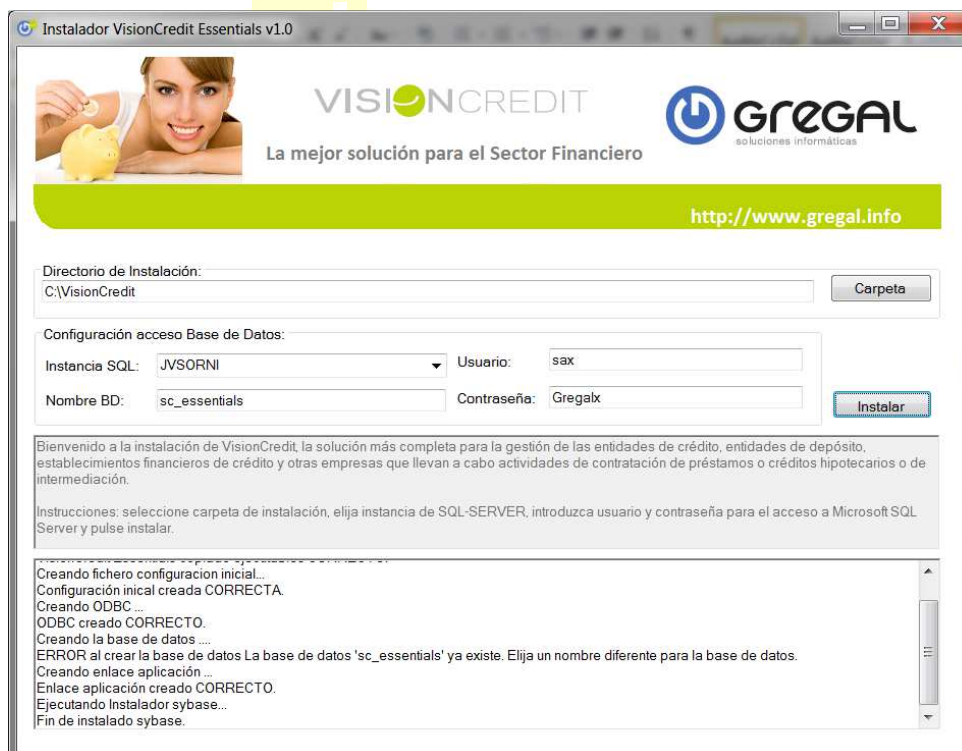 Instalador VisionCredit Essentials v1.0
VISIONCREDIT
La mejor solución para el Sector Financiero
GREGAL
soluciones informáticas
http://www.gregal.info
Directorio de Instalación:
C:\VisionCredit
Carpeta
Configuración acceso Base de Datos:
Instancia SQL: JVSORNI Usuario: sax
Nombre BD: sc_essentials Contraseña: Gregalx
Instalar
Bienvenido a la instalación de VisionCredit, la solución más completa para la gestión de las entidades de crédito, entidades de depósito,
establecimientos financieros de crédito y otras empresas que llevan a cabo actividades de contratación de préstamos o créditos hipotecarios o de
intermediación.
Instrucciones: seleccione carpeta de instalación, elija instancia de SQL-SERVER, introduzca usuario y contraseña para el acceso a Microsoft SQL
Server y pulse instalar.
Creando fichero configuracion inicial...
Configuración inical creada CORRECTA.
Creando ODBC ...
ODBC creado CORRECTO.
Creando la base de datos ....
ERROR al crear la base de datos La base de datos 'sc_essentials' ya existe. Elija un nombre diferente para la base de datos.
Creando enlace aplicación ...
Enlace aplicación creado CORRECTO.
Ejecutando Instalador sybase...
Fin de instalado sybase.